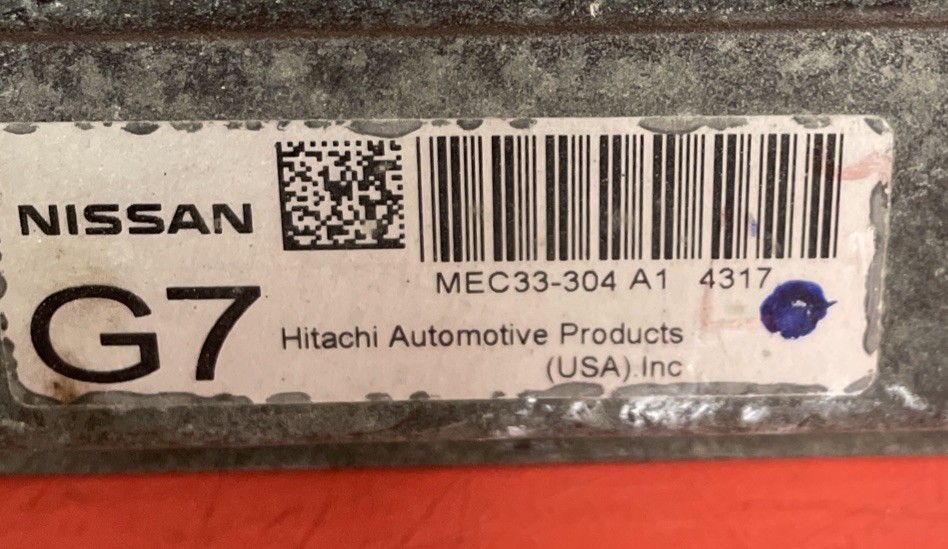 NISSAN
G7
MEC33-304 A1 4317
Hitachi Automotive Products
(USA).Inc